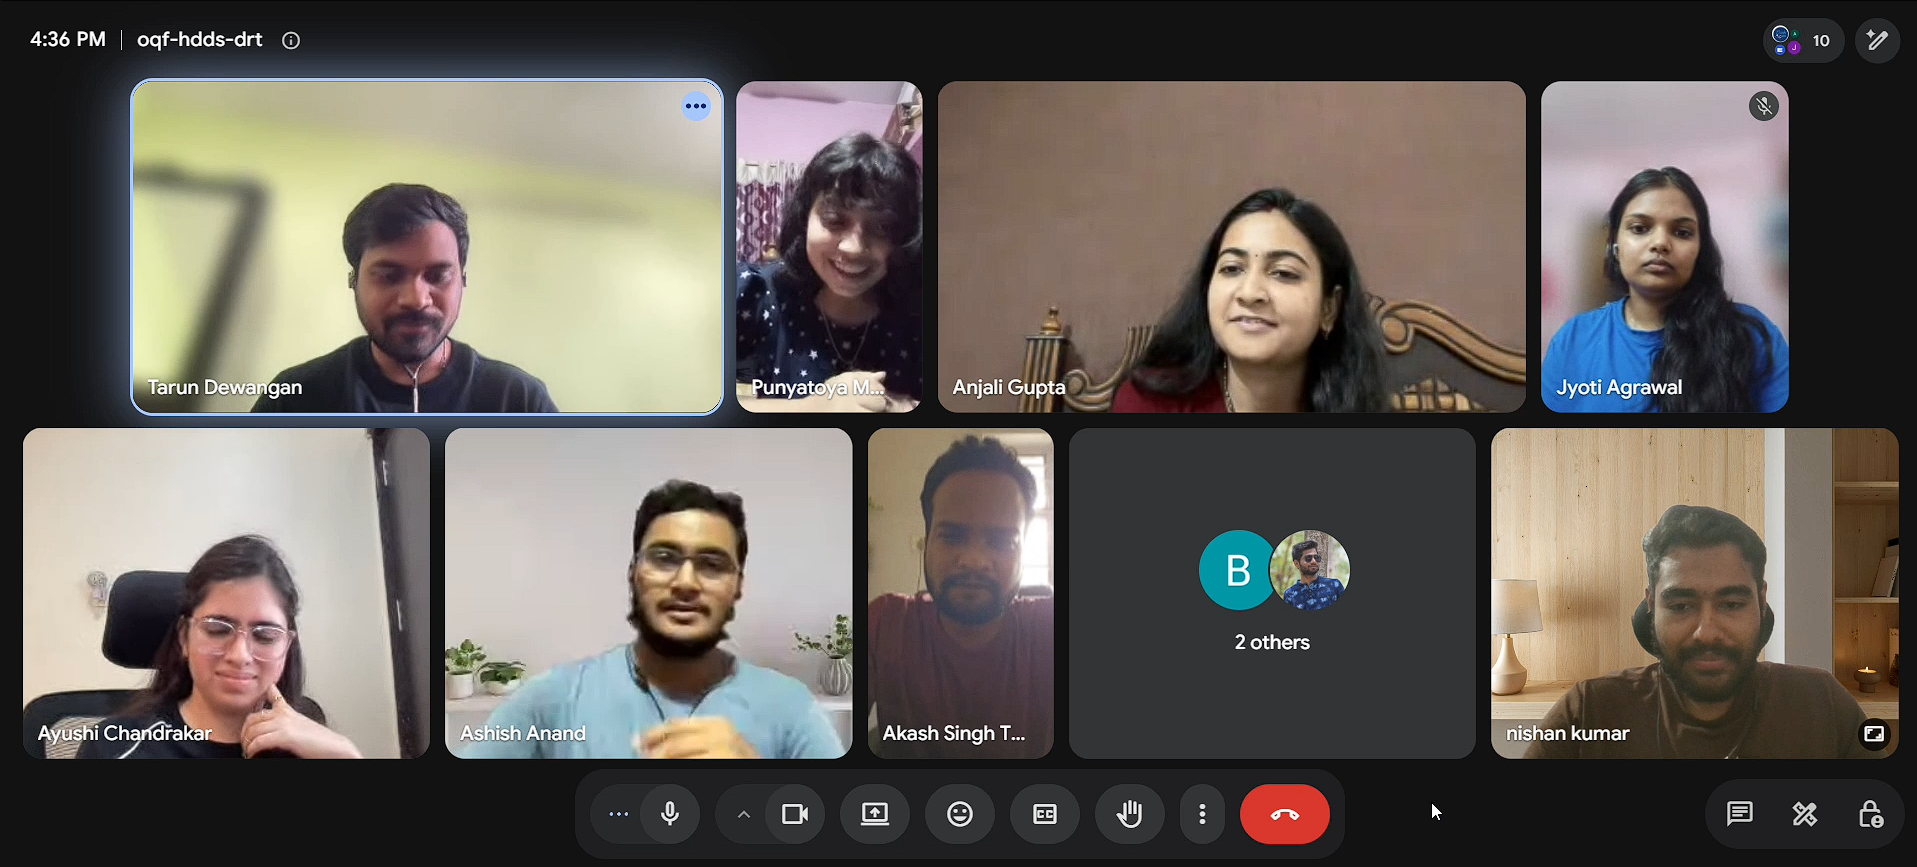 4:36 PM | oqf-hdds-drt
10
Tarun Dewangan
Punyatoya M...
Anjali Gupta
Jyoti Agrawal
Ayushi Chandrakar
Ashish Anand
Akash Singh T...
B
2 others
nishan kumar